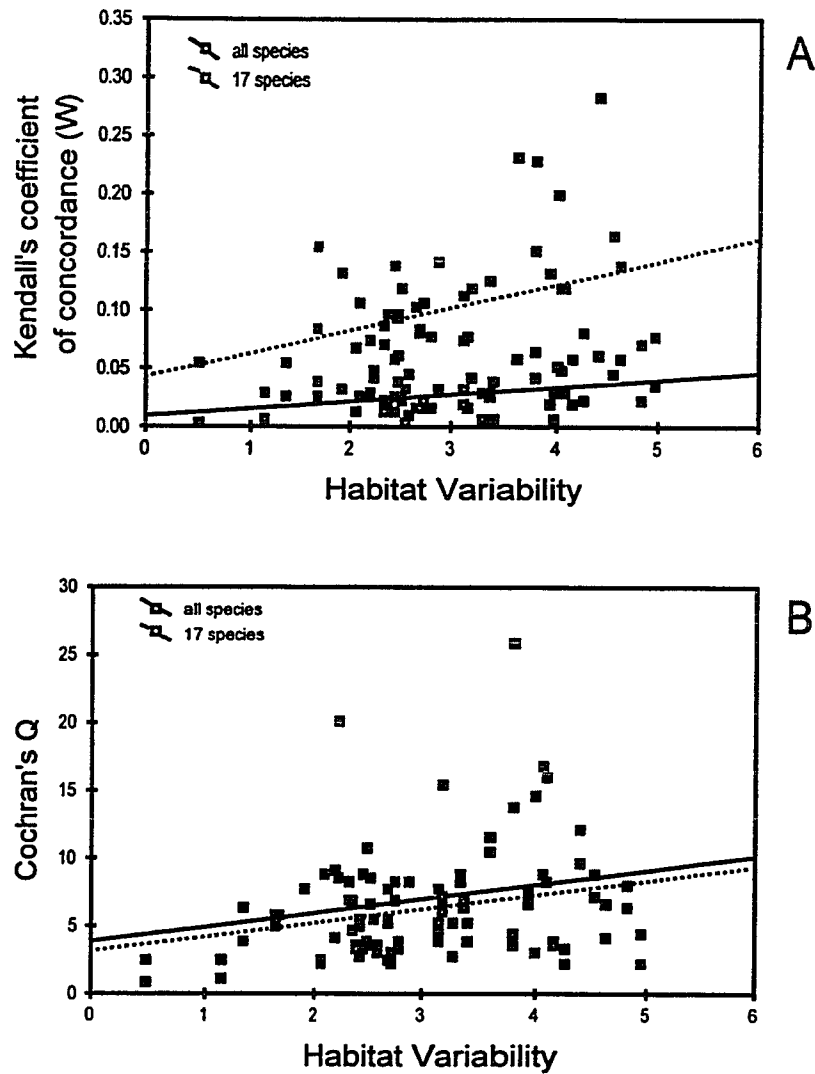 A
0.35
0.30
0.25
0.20
0.15
0.10
0.05
0.00
Kendall's coefficient
of concordance (W)
all species
17 species
0 1 2 3 4 5 6
Habitat Variability
B
30
25
20
15
10
5
0
Cochran's Q
all species
17 species
0 1 2 3 4 5 6
Habitat Variability